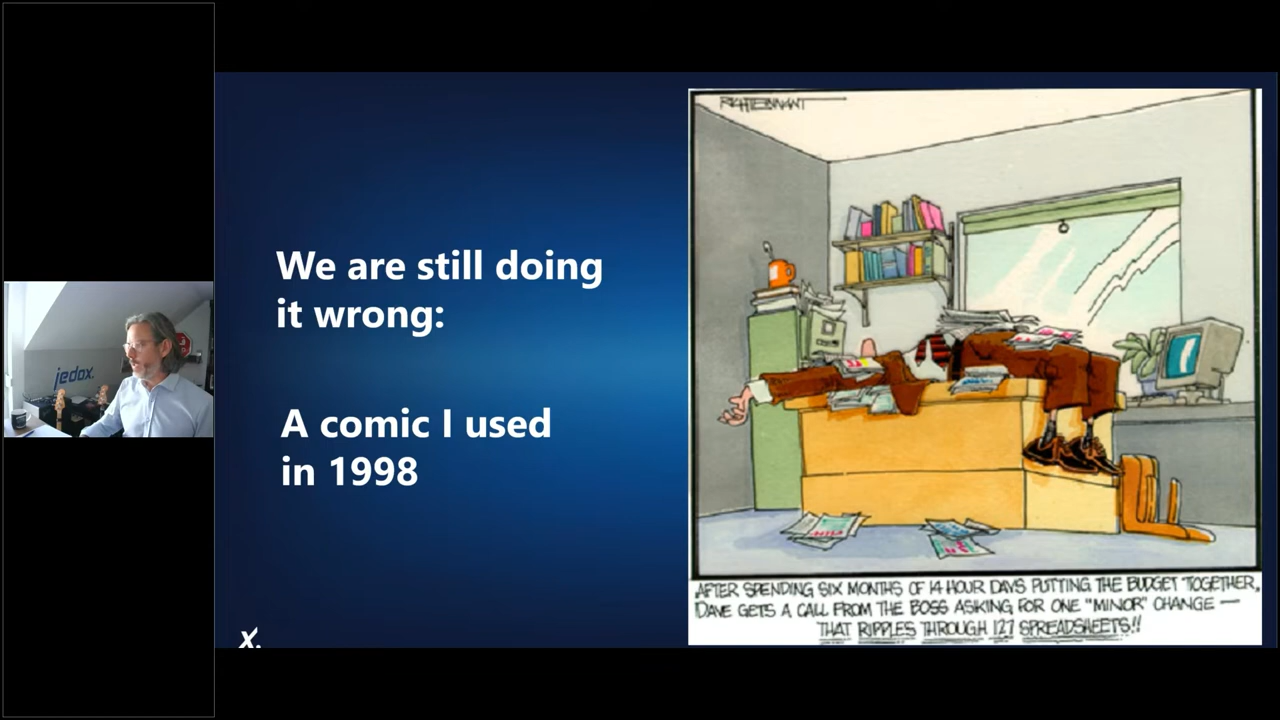 jedox.
We are still doing
it wrong:
A comic I used
in 1998
X.
RICHTENNANT
AFTER SPENDING SIX MONTHS OF 14 HOUR DAYS PUTTING THE BUDGET TOGETHER,
DAVE GETS A CALL FROM THE BOSS ASKING FOR ONE "MINOR" CHANGE —
THAT RIPPLES THROUGH 127 SPREADSHEETS!!